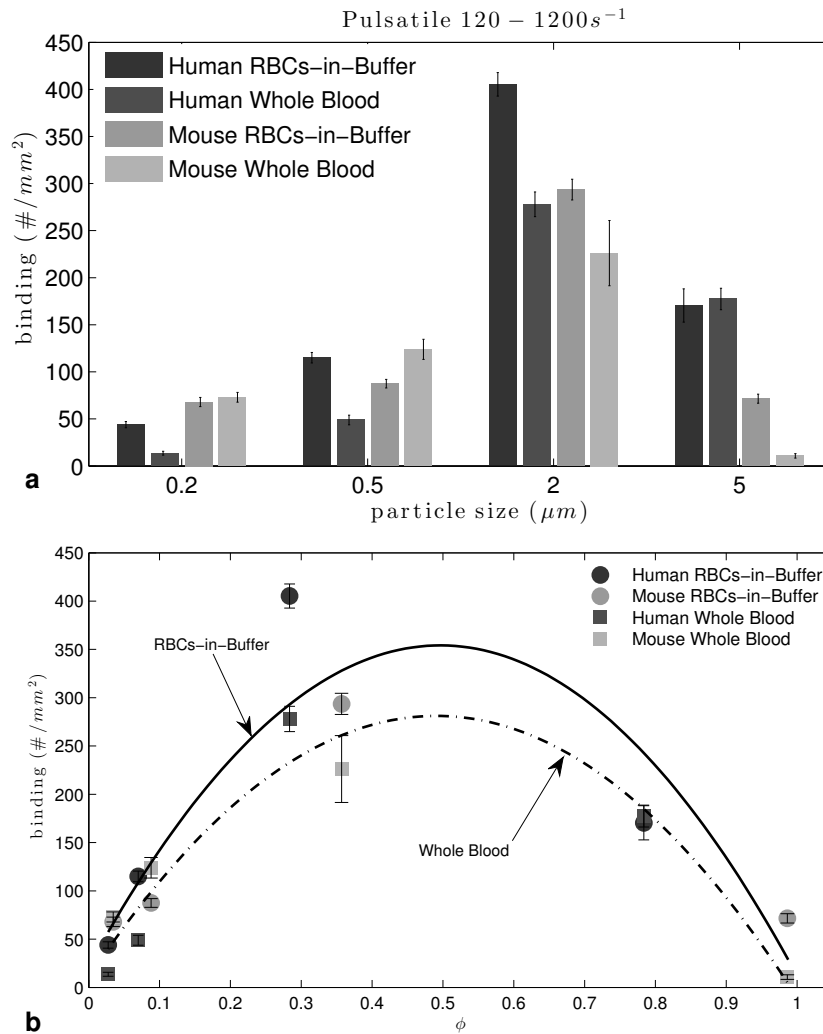 Pulsatile 120 − 1200s⁻¹
450
400
350
300
250
200
150
100
50
0
binding (#/mm²)
Human RBCs−in−Buffer
Human Whole Blood
Mouse RBCs−in−Buffer
Mouse Whole Blood
0.2
0.5
2
5
particle size (μm)
a
450
400
350
300
250
200
150
100
50
0
binding (#/mm²)
Human RBCs−in−Buffer
Mouse RBCs−in−Buffer
Human Whole Blood
Mouse Whole Blood
RBCs−in−Buffer
Whole Blood
0
0.1
0.2
0.3
0.4
0.5
0.6
0.7
0.8
0.9
1
ϕ
b